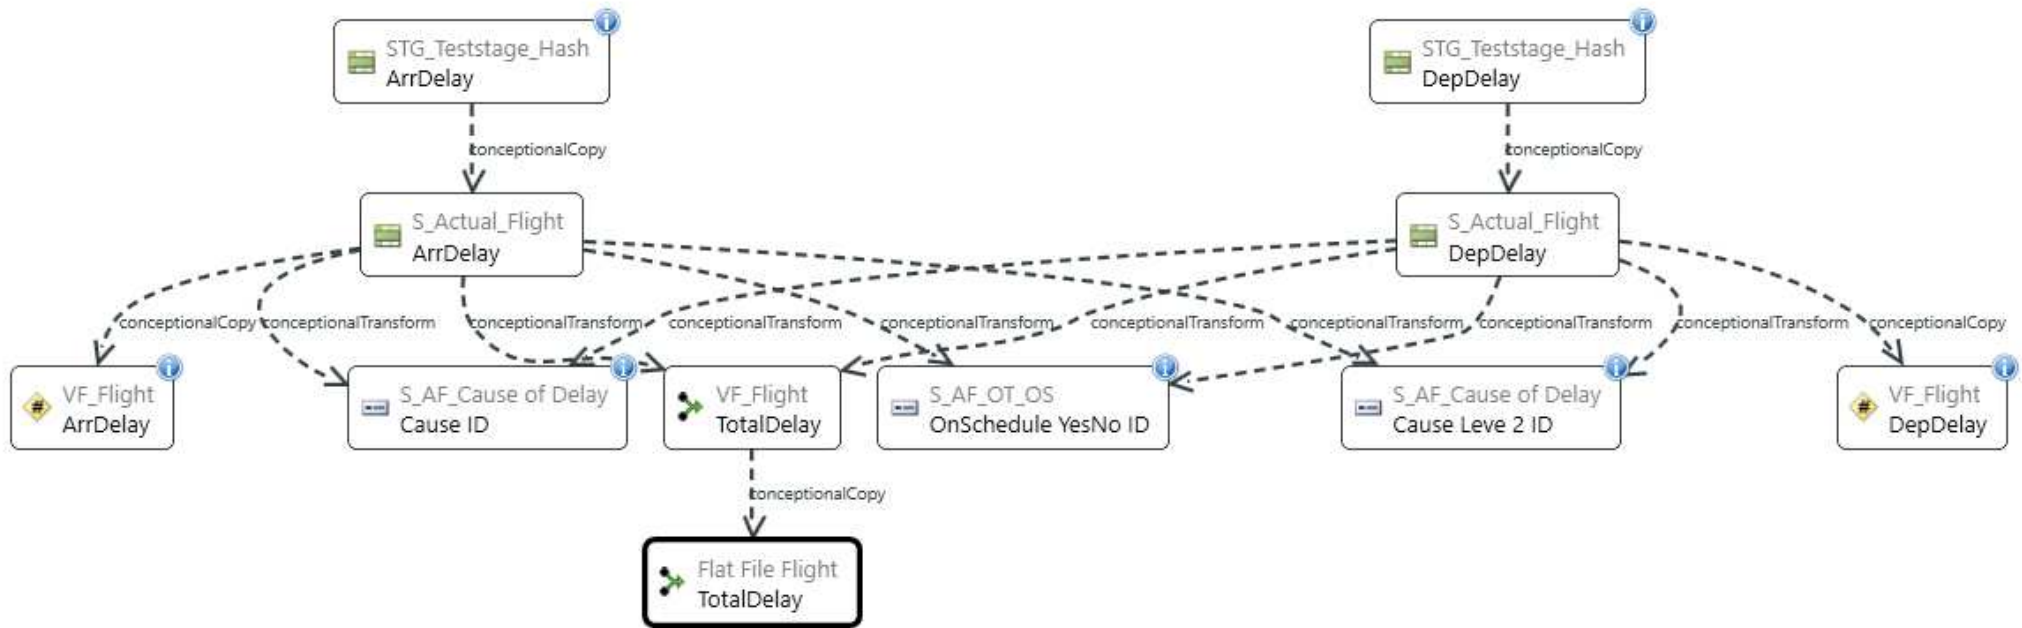 STG_Teststage_Hash
ArrDelay
STG_Teststage_Hash
DepDelay
conceptionalCopy
conceptionalCopy
S_Actual_Flight
ArrDelay
S_Actual_Flight
DepDelay
conceptionalCopy
conceptionalTransform
conceptionalTransform
conceptionalTransform
conceptionalTransform
conceptionalTransform
conceptionalTransform
conceptionalTransform
conceptionalTransform
conceptionalCopy
VF_Flight
ArrDelay
S_AF_Cause of Delay
Cause ID
VF_Flight
TotalDelay
S_AF_OT_OS
OnSchedule YesNo ID
S_AF_Cause of Delay
Cause Leve 2 ID
VF_Flight
DepDelay
conceptionalCopy
Flat File Flight
TotalDelay